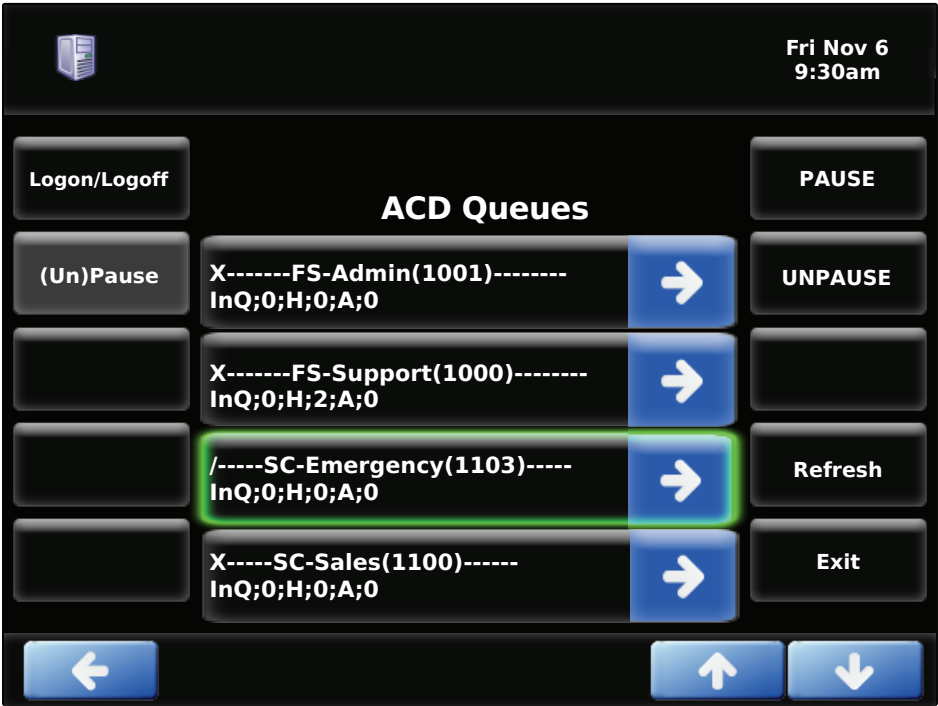 Fri Nov 6
9:30am
Logon/Logoff
PAUSE
ACD Queues
(Un)Pause
X-------FS-Admin(1001)--------
InQ;0;H;0;A;0
UNPAUSE
X-------FS-Support(1000)--------
InQ;0;H;2;A;0
/-----SC-Emergency(1103)-----
InQ;0;H;0;A;0
Refresh
X-----SC-Sales(1100)------
InQ;0;H;0;A;0
Exit